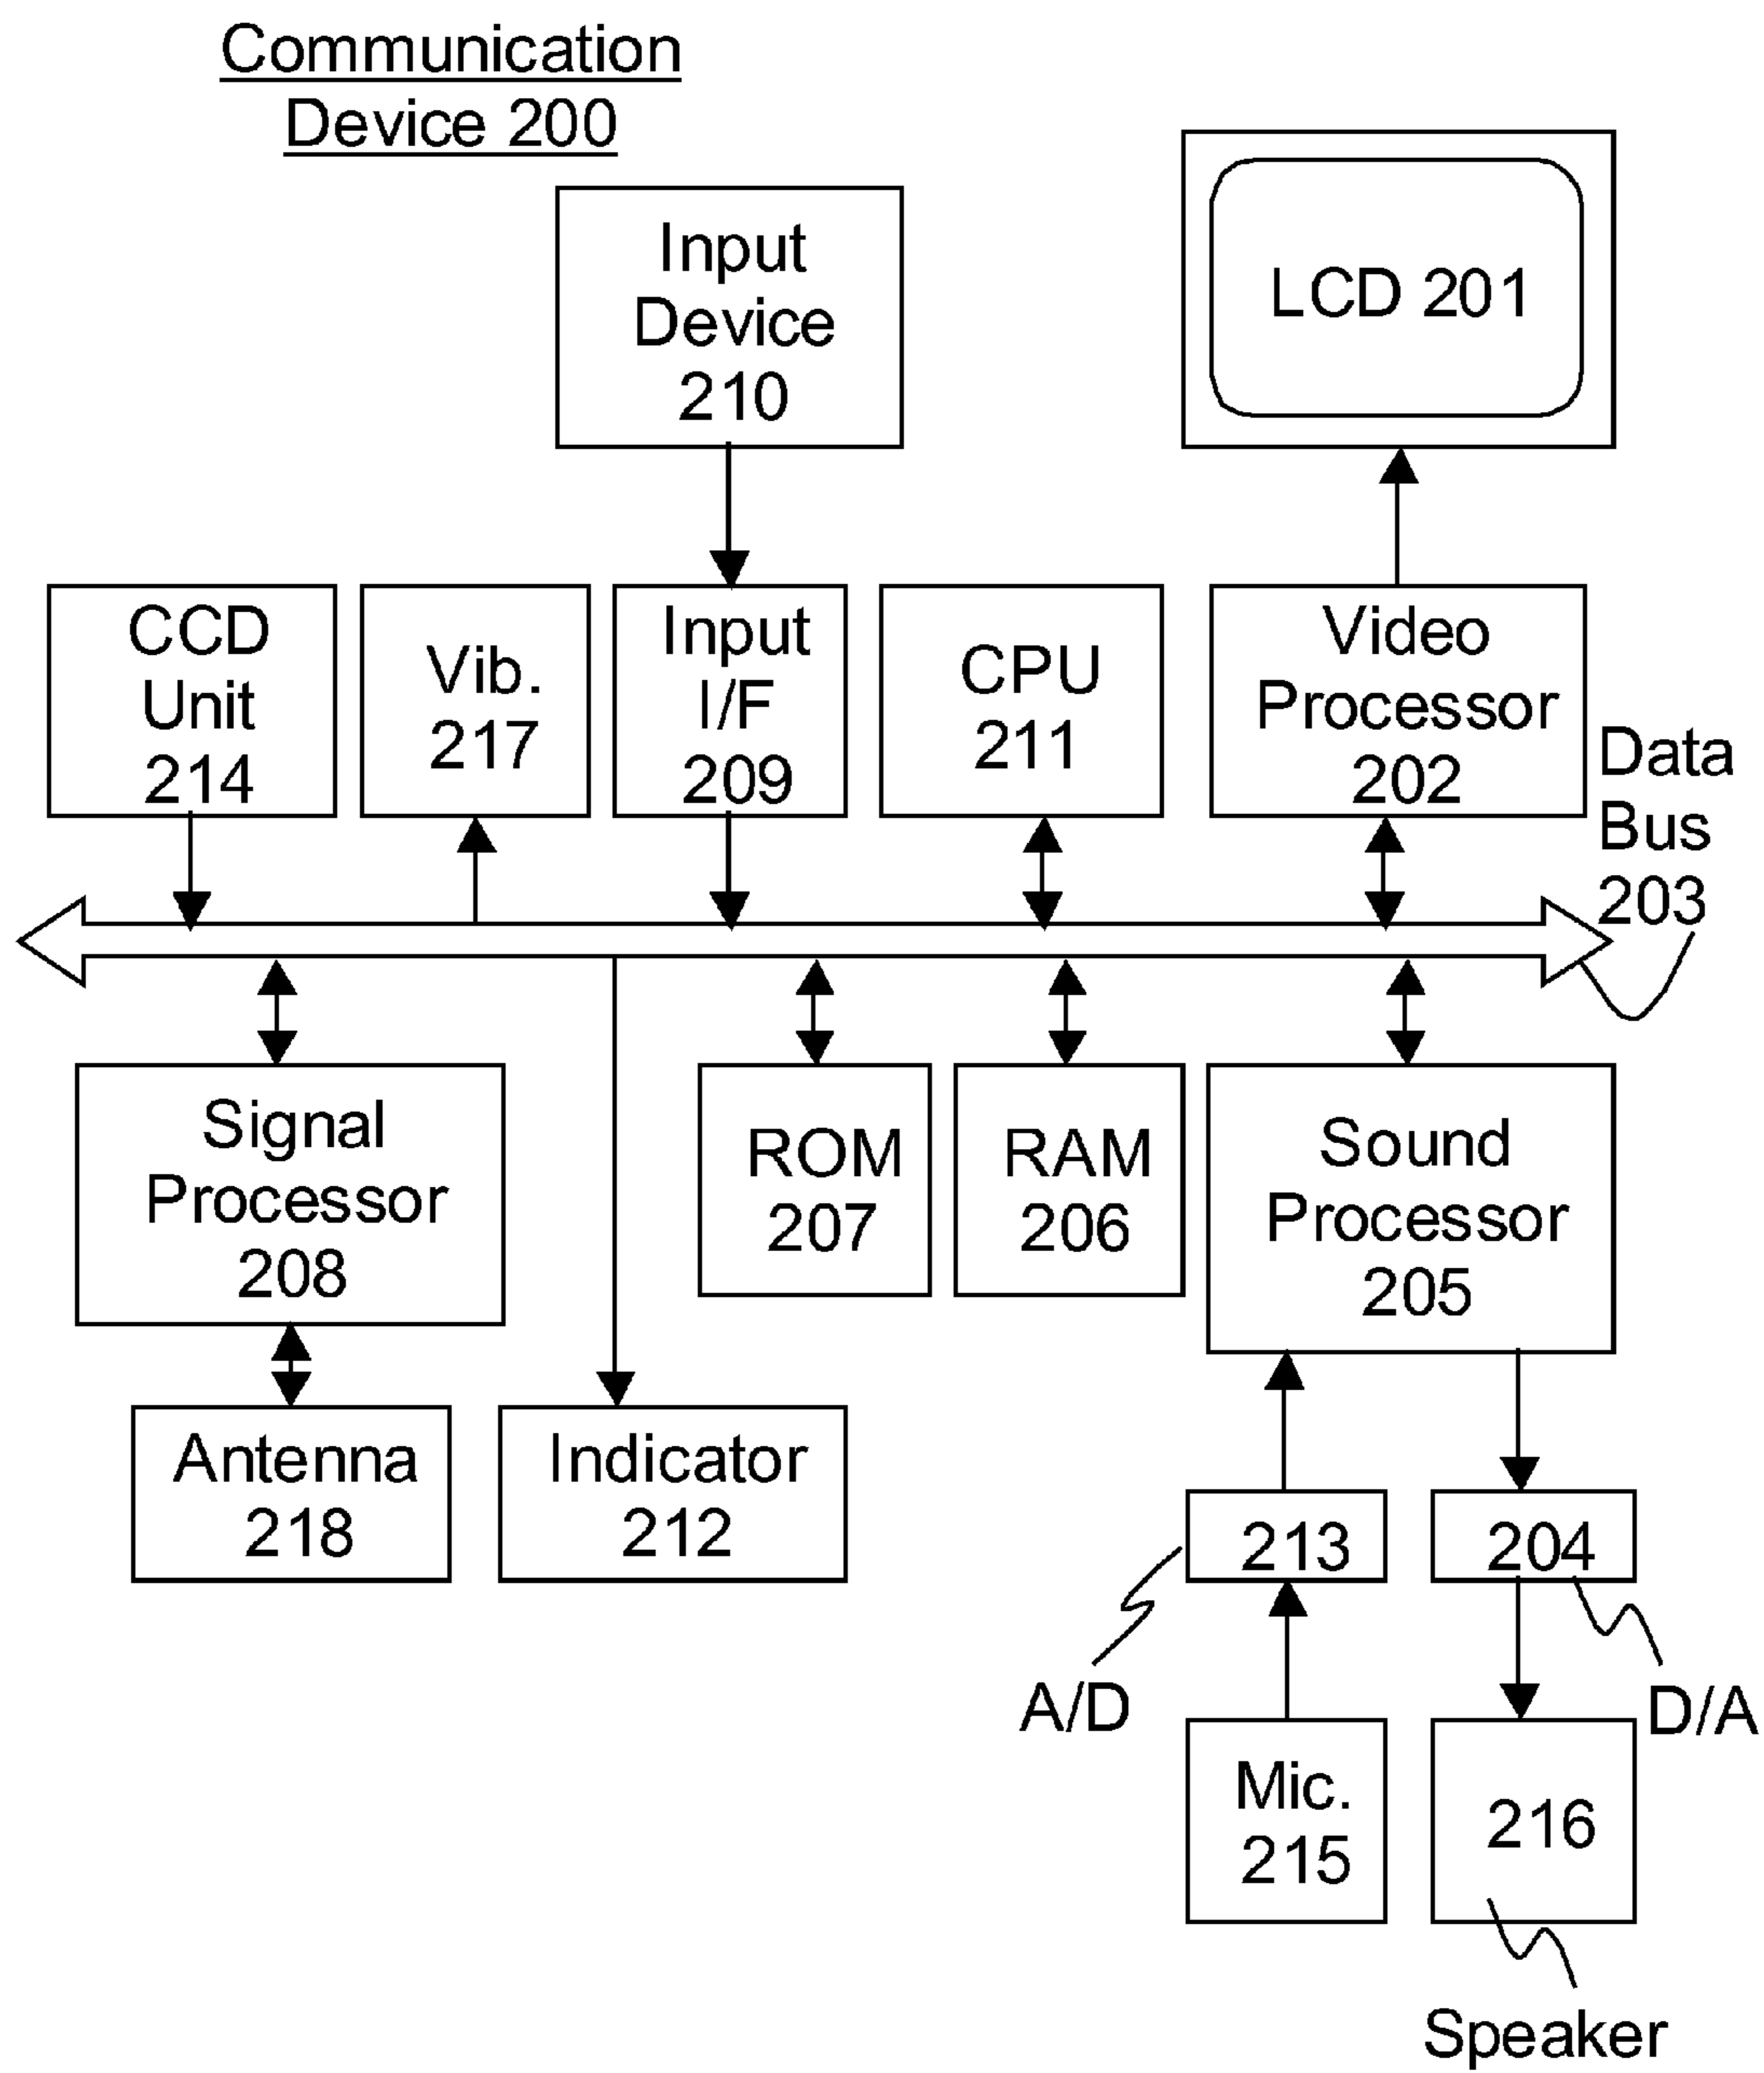 Communication
Device 200
Input
Device
210
LCD 201
CCD
Unit
214
Vib.
217
Input
I/F
209
CPU
211
Video
Processor
202
Data
Bus
203
Signal
Processor
208
ROM
207
RAM
206
Sound
Processor
205
Antenna
218
Indicator
212
213
204
A/D
D/A
Mic.
215
216
Speaker